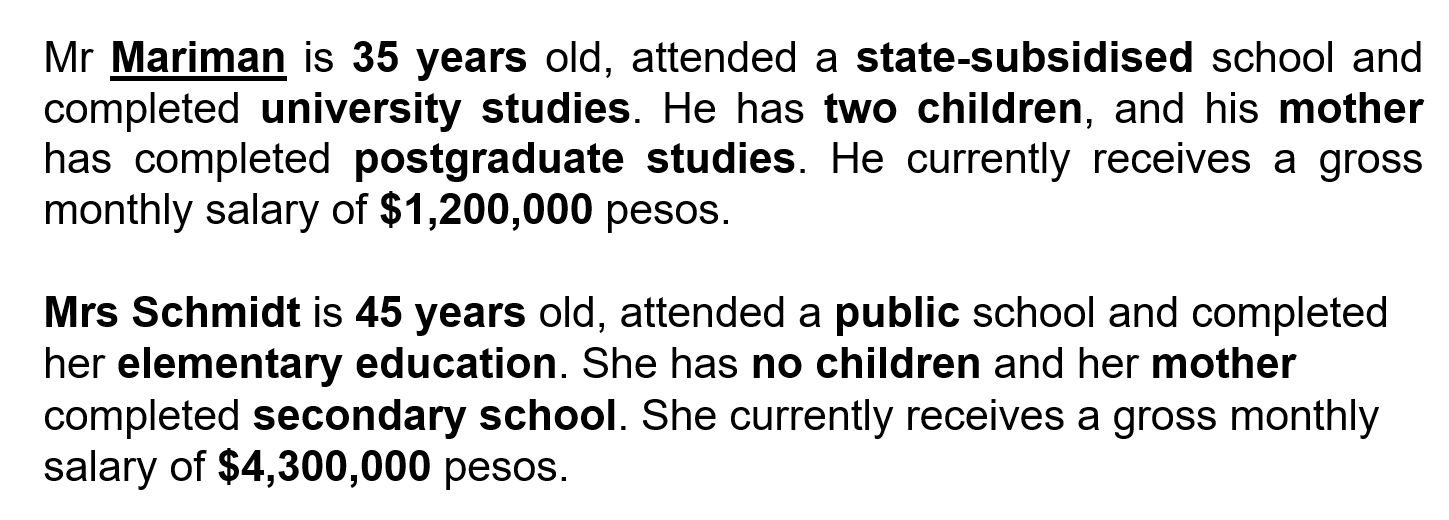 Mr Mariman is 35 years old, attended a state-subsidised school and
completed university studies. He has two children, and his mother
has completed postgraduate studies. He currently receives a gross
monthly salary of $1,200,000 pesos.
Mrs Schmidt is 45 years old, attended a public school and completed
her elementary education. She has no children and her mother
completed secondary school. She currently receives a gross monthly
salary of $4,300,000 pesos.